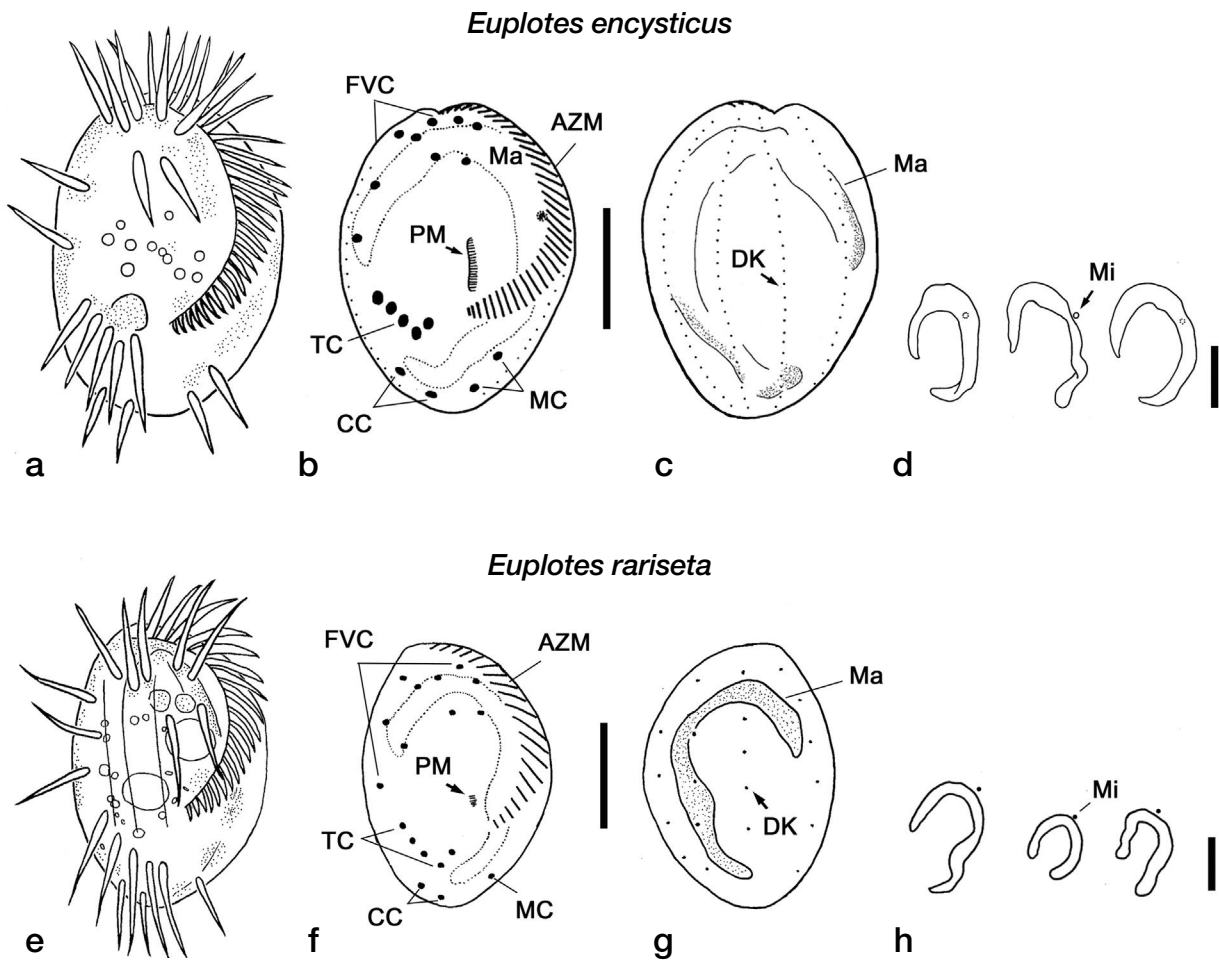 Euplotes encysticus
FVC
AZM
Ma
PM
TC
CC
MC
Ma
DK
Mi
a
b
c
d
Euplotes rariseta
FVC
AZM
PM
TC
CC
MC
Ma
DK
Mi
e
f
g
h